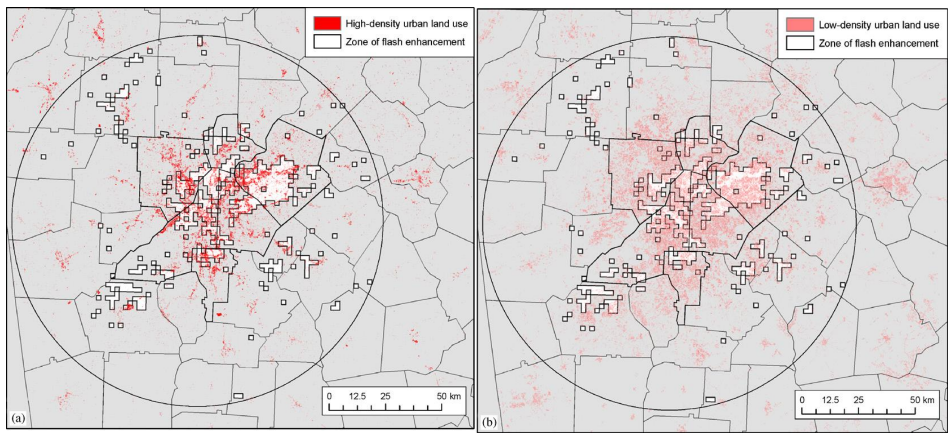 High-density urban land use
Zone of flash enhancement
0 12.5 25 50 km
(a)
Low-density urban land use
Zone of flash enhancement
0 12.5 25 50 km
(b)